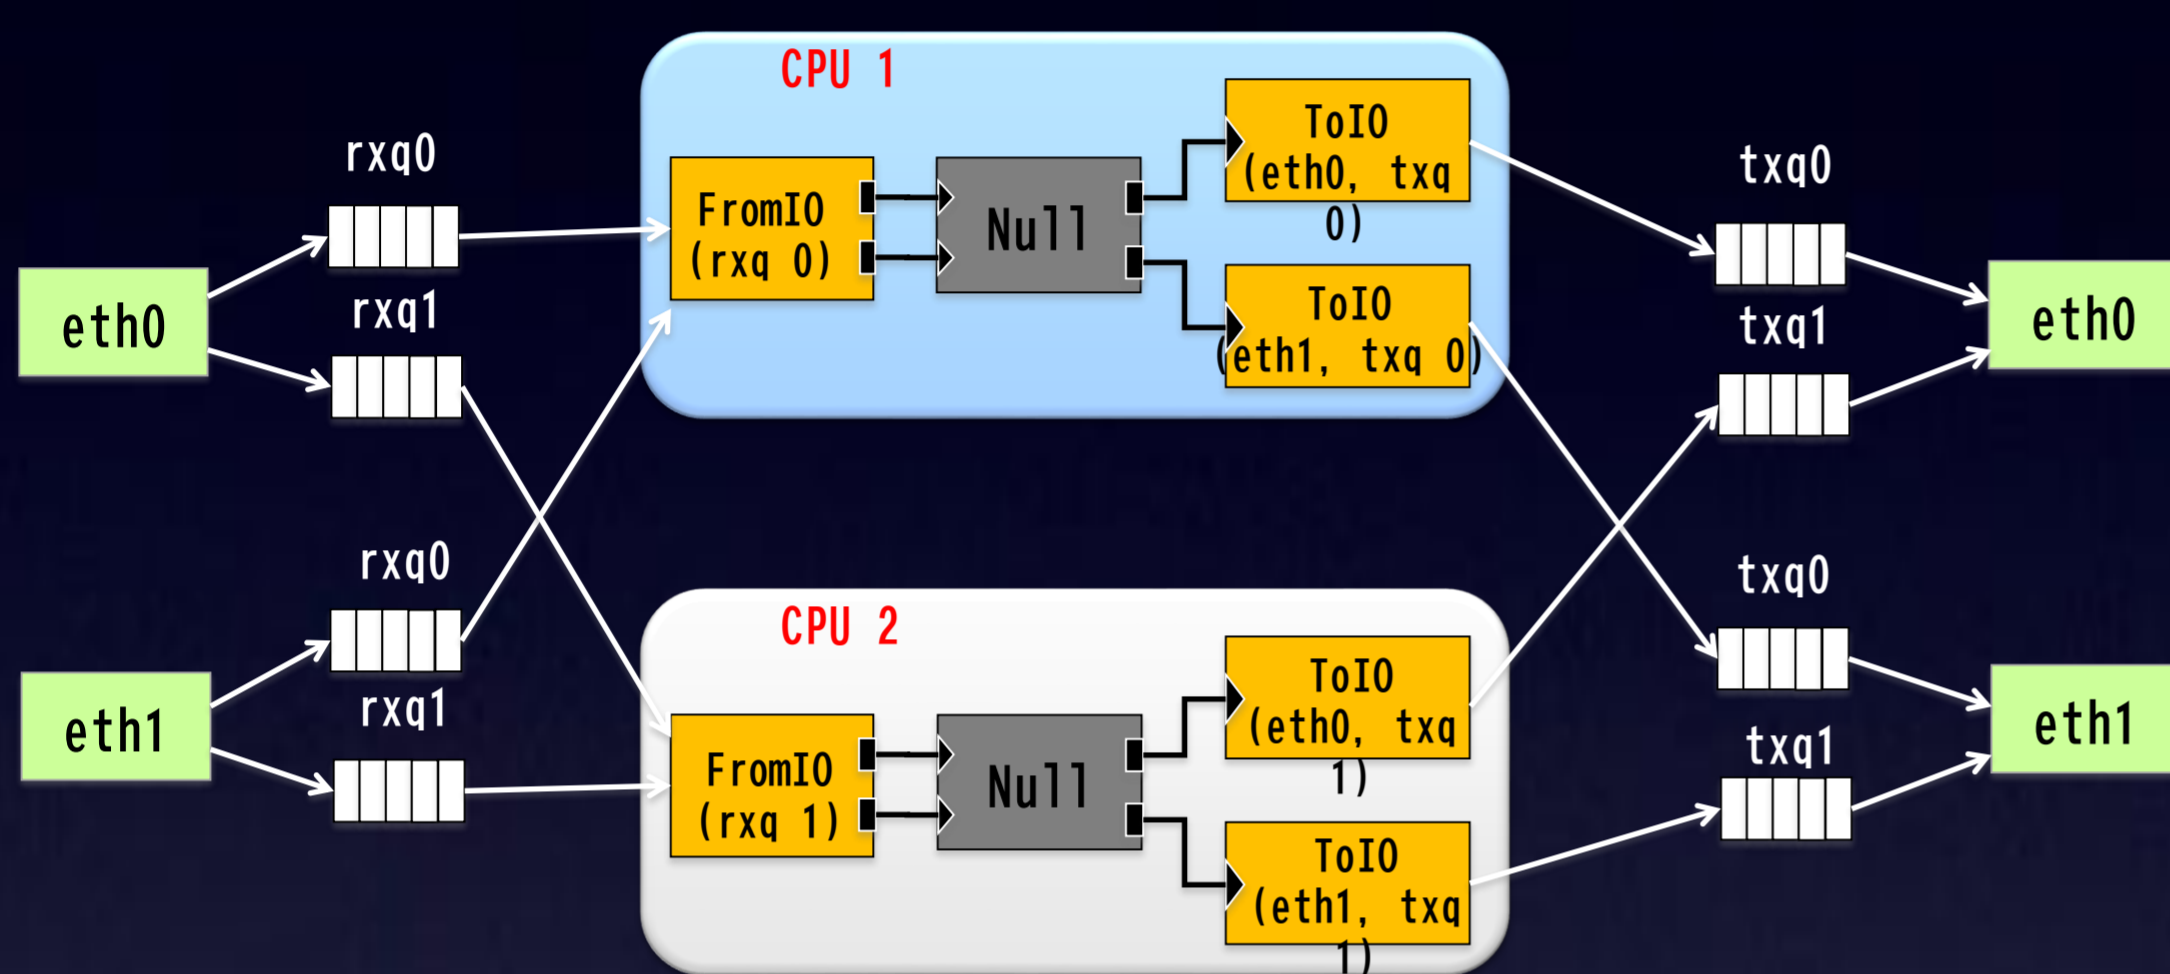 CPU 1
rxq0
eth0
rxq1
FromIO
(rxq 0)
Null
ToIO
(eth0, txq
0)
ToIO
(eth1, txq 0)
txq0
txq1
eth0
CPU 2
rxq0
eth1
rxq1
FromIO
(rxq 1)
Null
ToIO
(eth0, txq
1)
ToIO
(eth1, txq
1)
txq0
txq1
eth1